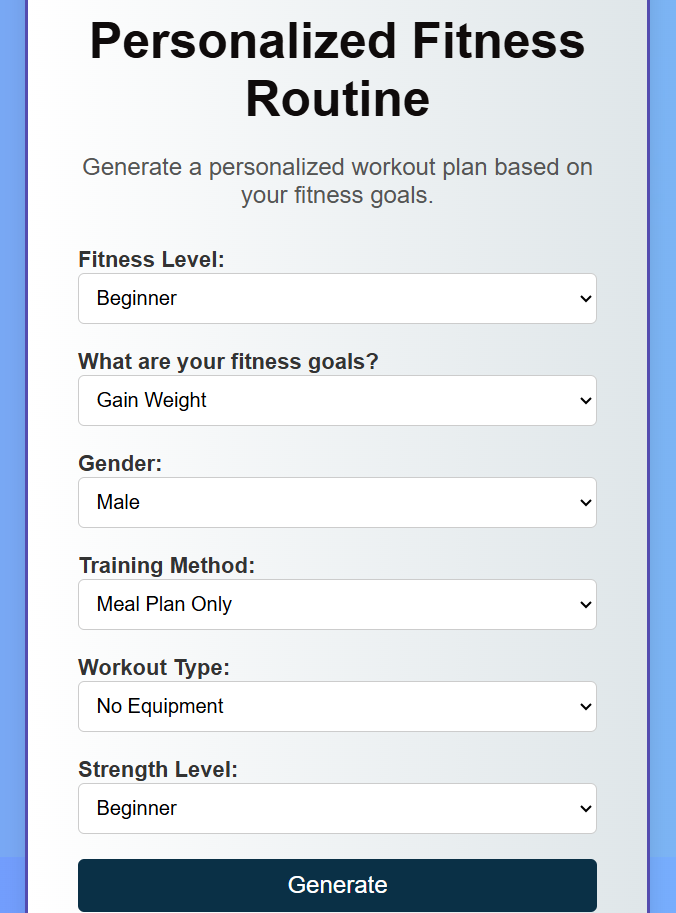 Personalized Fitness
Routine
Generate a personalized workout plan based on
your fitness goals.
Fitness Level:
Beginner
What are your fitness goals?
Gain Weight
Gender:
Male
Training Method:
Meal Plan Only
Workout Type:
No Equipment
Strength Level:
Beginner
Generate